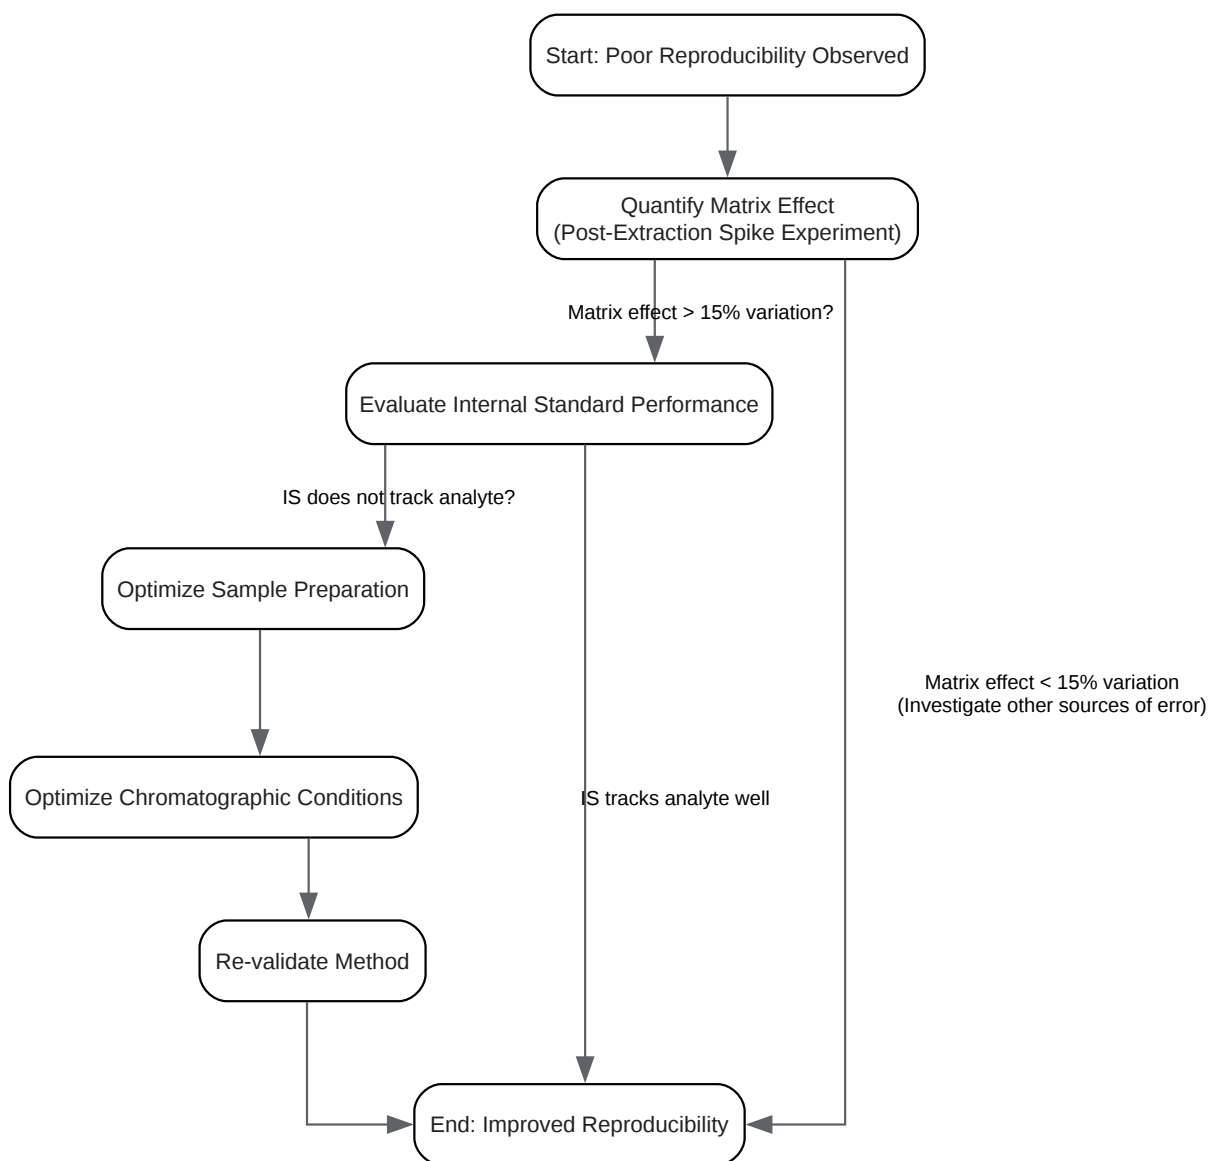 Start: Poor Reproducibility Observed
Quantify Matrix Effect
(Post-Extraction Spike Experiment)
Matrix effect > 15% variation?
Evaluate Internal Standard Performance
IS does not track analyte?
Optimize Sample Preparation
Matrix effect < 15% variation
(Investigate other sources of error)
Optimize Chromatographic Conditions
IS tracks analyte well
Re-validate Method
End: Improved Reproducibility